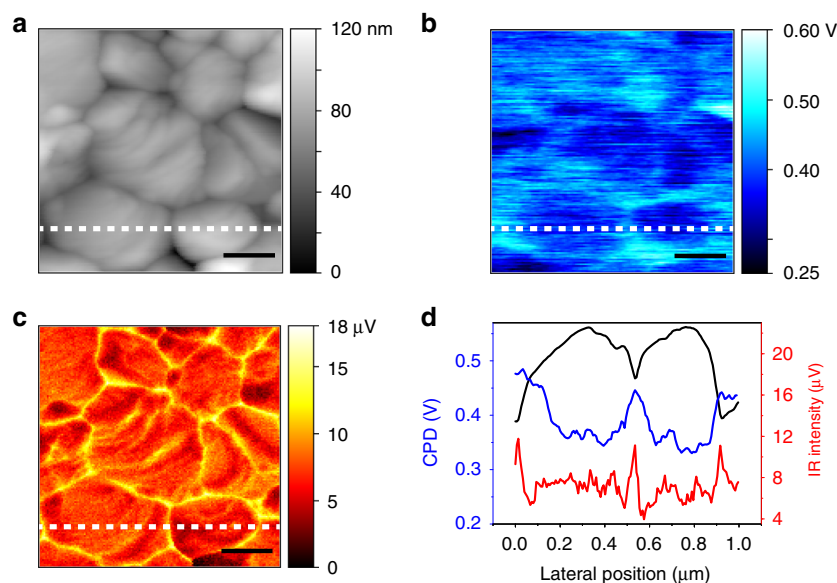 a
120 nm
80
40
0
b
0.60 V
0.50
0.40
0.25
c
18 μV
15
10
5
0
d
0.5
0.4
0.3
0.2
CPD (V)
20
16
12
8
4
IR intensity (μV)
0.0 0.2 0.4 0.6 0.8 1.0
Lateral position (μm)